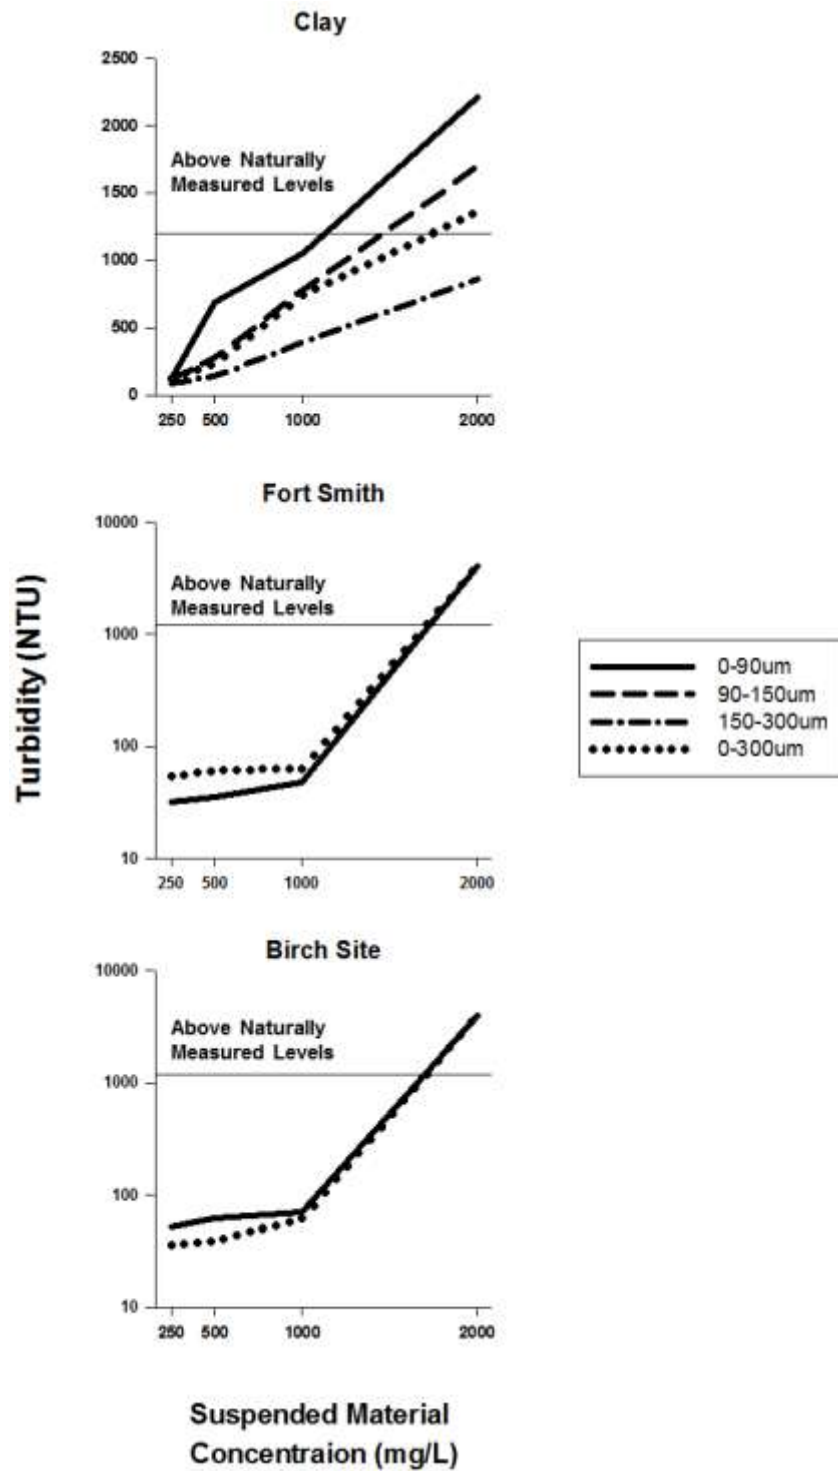 Clay
2500
2000
Above Naturally
Measured Levels
1500
1000
500
0
250 500 1000 2000
Fort Smith
10000
Above Naturally
Measured Levels
1000
100
10
250 500 1000 2000
Turbidity (NTU)
0-90um
90-150um
150-300um
0-300um
Birch Site
10000
Above Naturally
Measured Levels
1000
100
10
250 500 1000 2000
Suspended Material
Concentraion (mg/L)